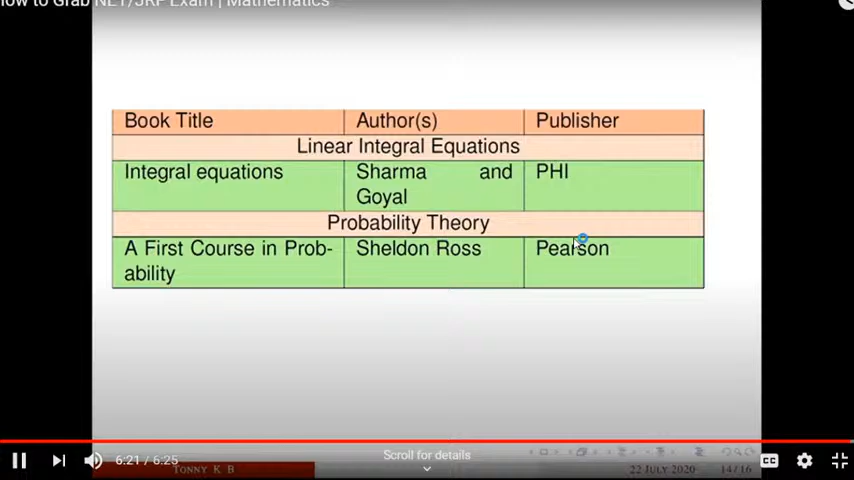 How to Grab NET/JRF Exam | Mathematics
Book Title Author(s) Publisher
Linear Integral Equations
Integral equations Sharma and PHI
Goyal
Probability Theory
A First Course in Prob- Sheldon Ross Pearson
ability
Scroll for details
6:21 / 6:25
CC
TONNY K B 22 JULY 2020 14/16